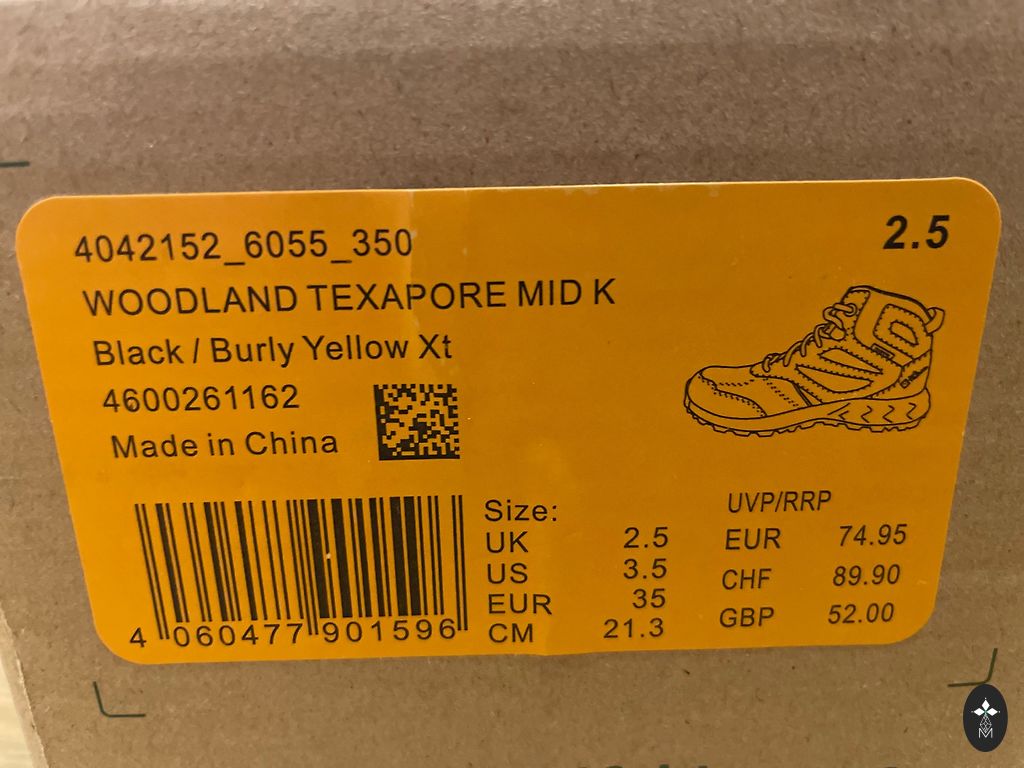 4042152_6055_350
2.5
WOODLAND TEXAPORE MID K
Black / Burly Yellow Xt
4600261162
Made in China
4 060477 901596
Size:
UK 2.5
US 3.5
EUR 35
CM 21.3
UVP/RRP
EUR 74.95
CHF 89.90
GBP 52.00
M